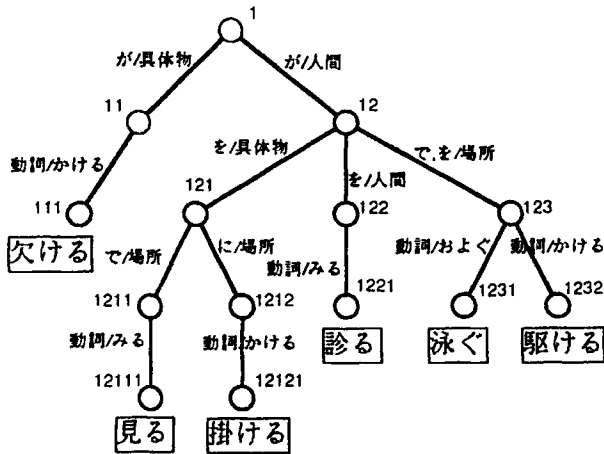 1
が/具体物
が/人間
11
12
動詞/かける
を/具体物
を/人間
で,を/場所
111
121
122
123
欠ける
で/場所
に/場所
動詞/みる
動詞/およぐ
動詞/かける
1211
1212
1221
1231
1232
動詞/みる
動詞/かける
診る
泳ぐ
駆ける
12111
12121
見る
掛ける